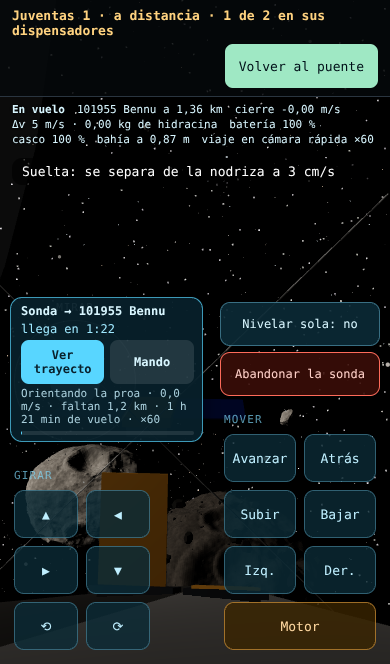 Juventas 1 · a distancia · 1 de 2 en sus
dispensadores
Volver al puente
En vuelo 101955 Bennu a 1,36 km cierre -0,00 m/s
Δv 5 m/s · 0,00 kg de hidracina batería 100 %
casco 100 % bahía a 0,87 m viaje en cámara rápida ×60
Suelta: se separa de la nodriza a 3 cm/s
Sonda → 101955 Bennu
llega en 1:22
Ver
trayecto
Mando
Orientando la proa · 0,0
m/s · faltan 1,2 km · 1 h
21 min de vuelo · ×60
Nivelar sola: no
Abandonar la sonda
MOVER
Avanzar
Atrás
GIRAR
▲
◀
Subir
Bajar
▶
▼
Izq.
Der.
⟲
⟳
Motor